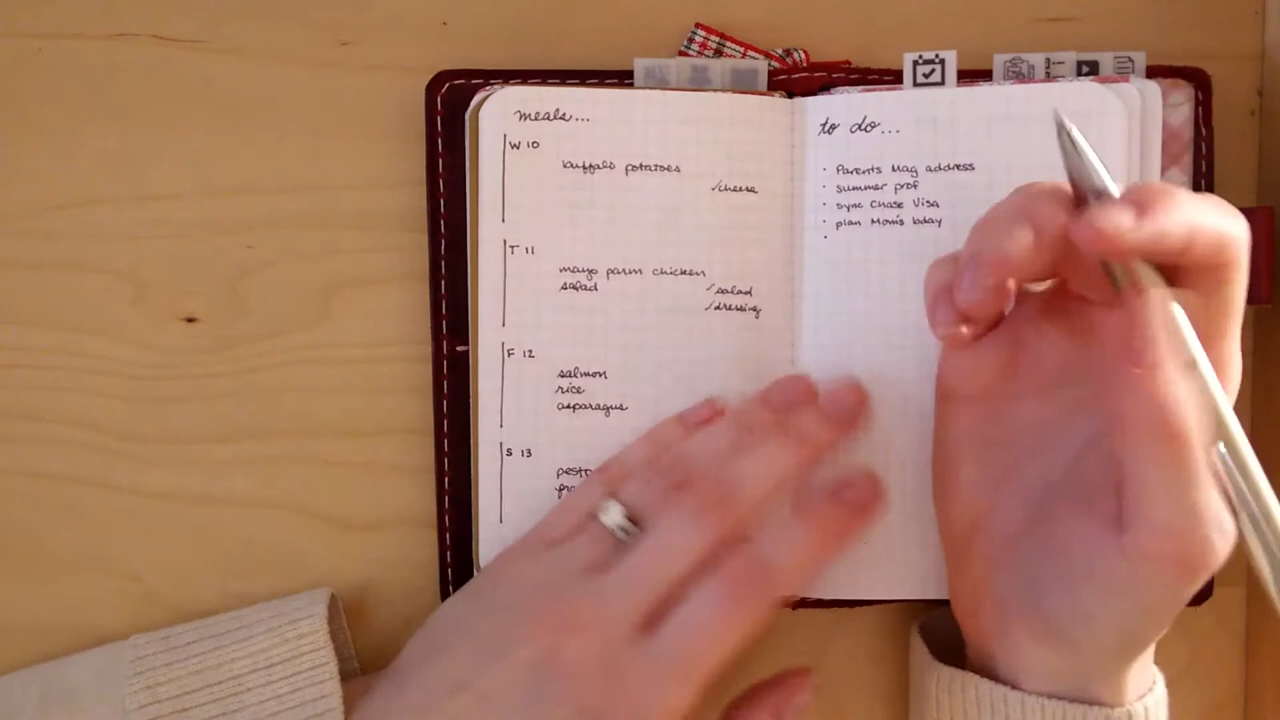 meals...
W 10
buffalo potatoes
✓cheese
T 11
mayo parm chicken
salad
✓salad
✓dressing
F 12
salmon
rice
asparagus
S 13
to do...
· Parents Mag address
· summer prof
· sync Chase Visa
· plan Mom's bday
·